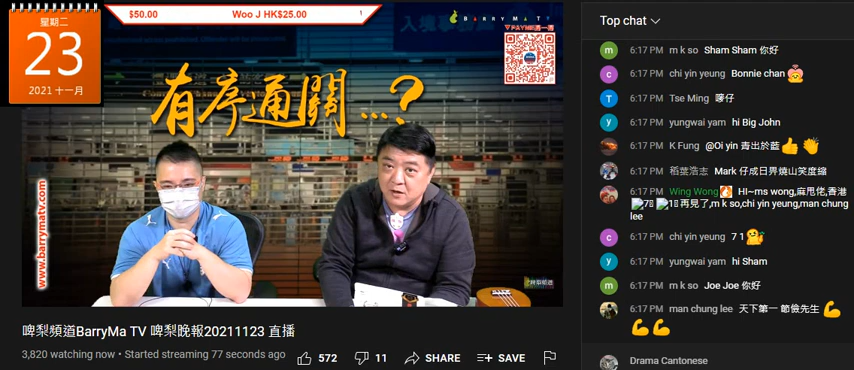 星期二
23
2021 十一月
$50.00
Woo J HK$25.00
BARRY MA TV
有序通關...?
www.barrymatv.com
啤梨頻道BarryMa TV 啤梨晚報20211123 直播
3,820 watching now • Started streaming 77 seconds ago
572
11
SHARE
SAVE
Top chat
6:17 PM m k so Sham Sham 你好
6:17 PM chi yin yeung Bonnie chan
6:17 PM Tse Ming 嗲仔
6:17 PM yungwai yam hi Big John
6:17 PM K Fung @Oi yin 青出於藍
6:17 PM 稻葉浩志 Mark 仔成日畀燒山笑度縮
6:17 PM Wing Wong HI~ms wong,麻甩佬,香港
再見了,m k so,chi yin yeung,man chung
lee
6:17 PM chi yin yeung 7 1
6:17 PM yungwai yam hi Sham
6:17 PM m k so Joe Joe 你好
6:17 PM man chung lee 天下第一 節儉先生
Drama Cantonese